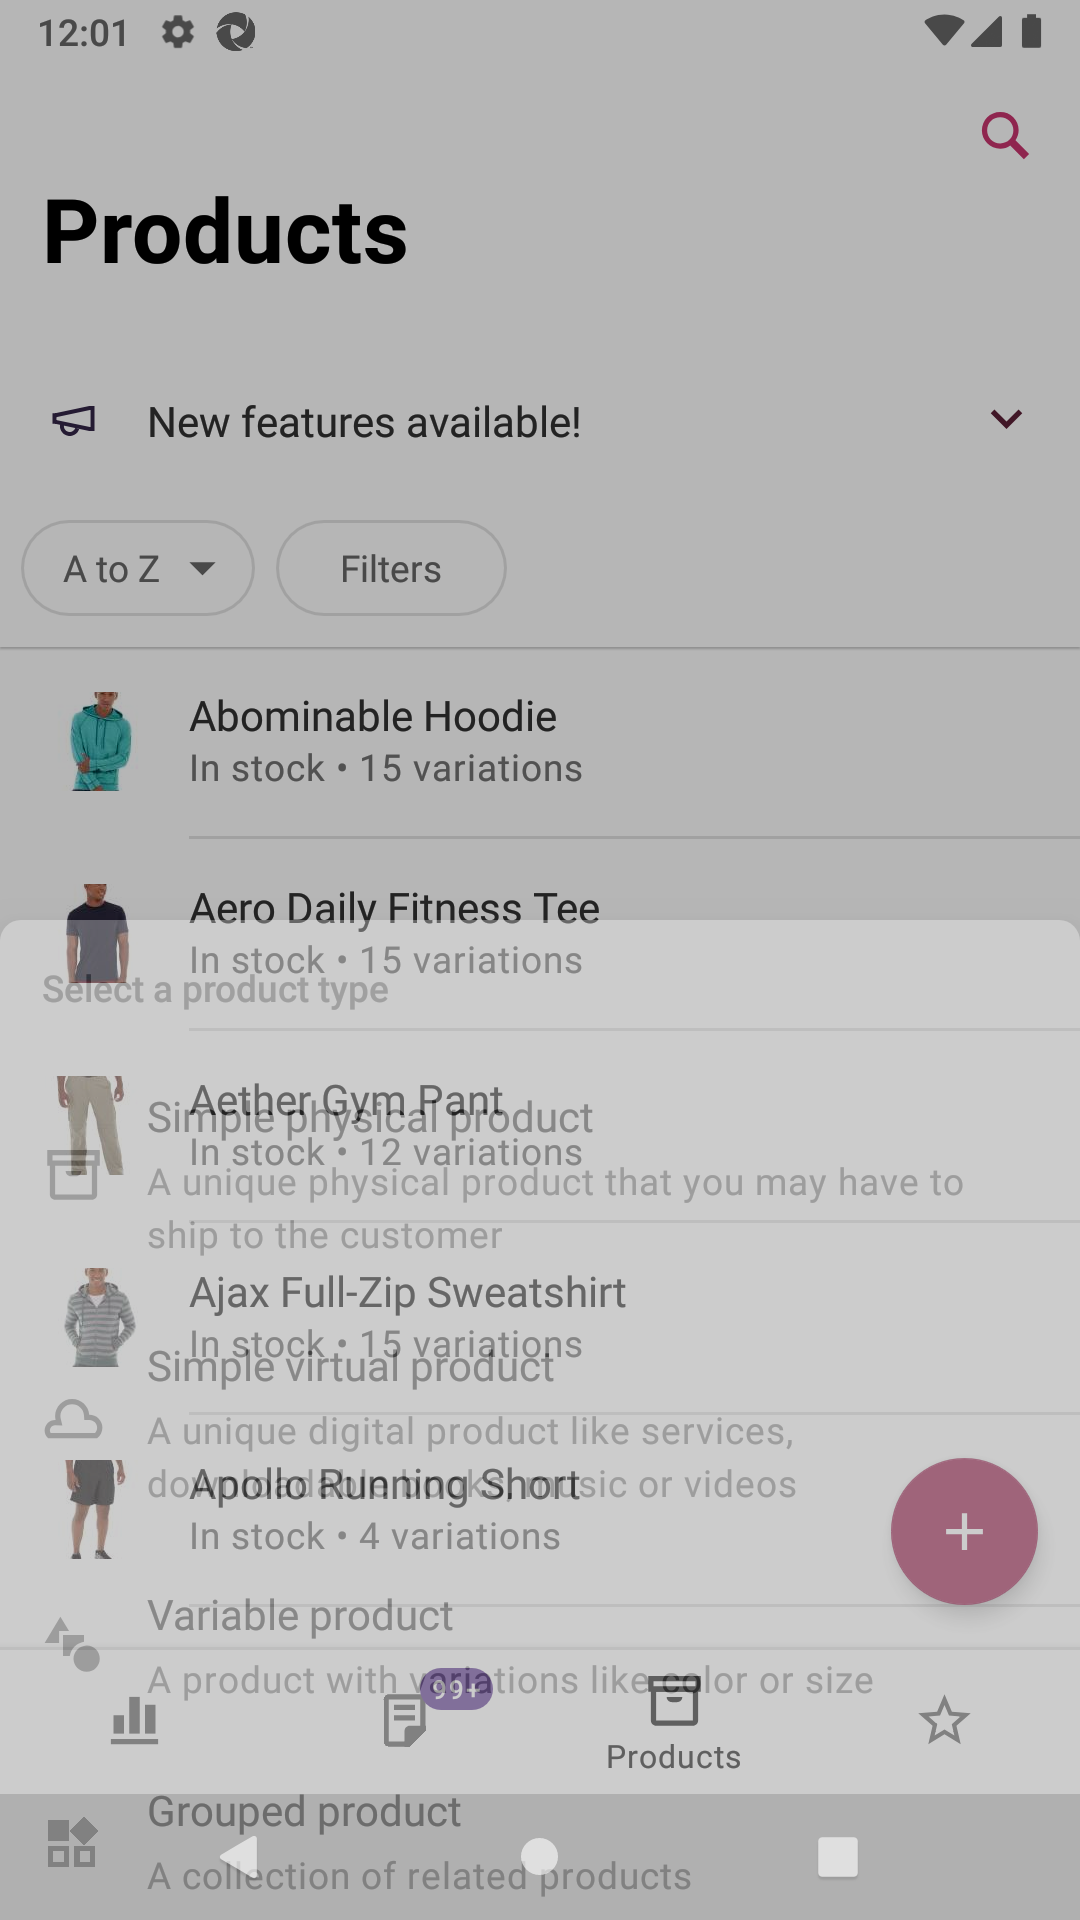 12:01
Products
New features available!
A to Z
Filters
Abominable Hoodie
In stock • 15 variations
Aero Daily Fitness Tee
In stock • 15 variations
Select a product type
Aether Gym Pant
Simple physical product
In stock • 12 variations
A unique physical product that you may have to
ship to the customer
Ajax Full-Zip Sweatshirt
In stock • 15 variations
Simple virtual product
A unique digital product like services,
downloadable books, music or videos
Apollo Running Short
In stock • 4 variations
Variable product
A product with variations like color or size
99+
Products
Grouped product
A collection of related products